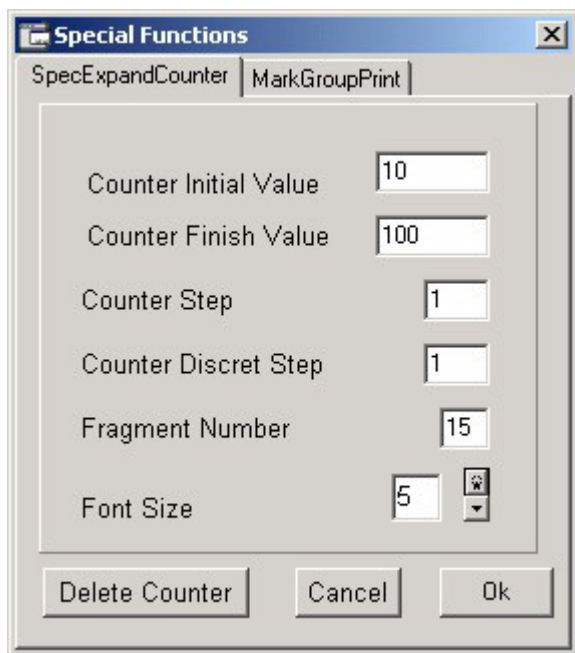 Special Functions
SpecExpandCounter MarkGroupPrint
Counter Initial Value 10
Counter Finish Value 100
Counter Step 1
Counter Discret Step 1
Fragment Number 15
Font Size 5
Delete Counter Cancel Ok